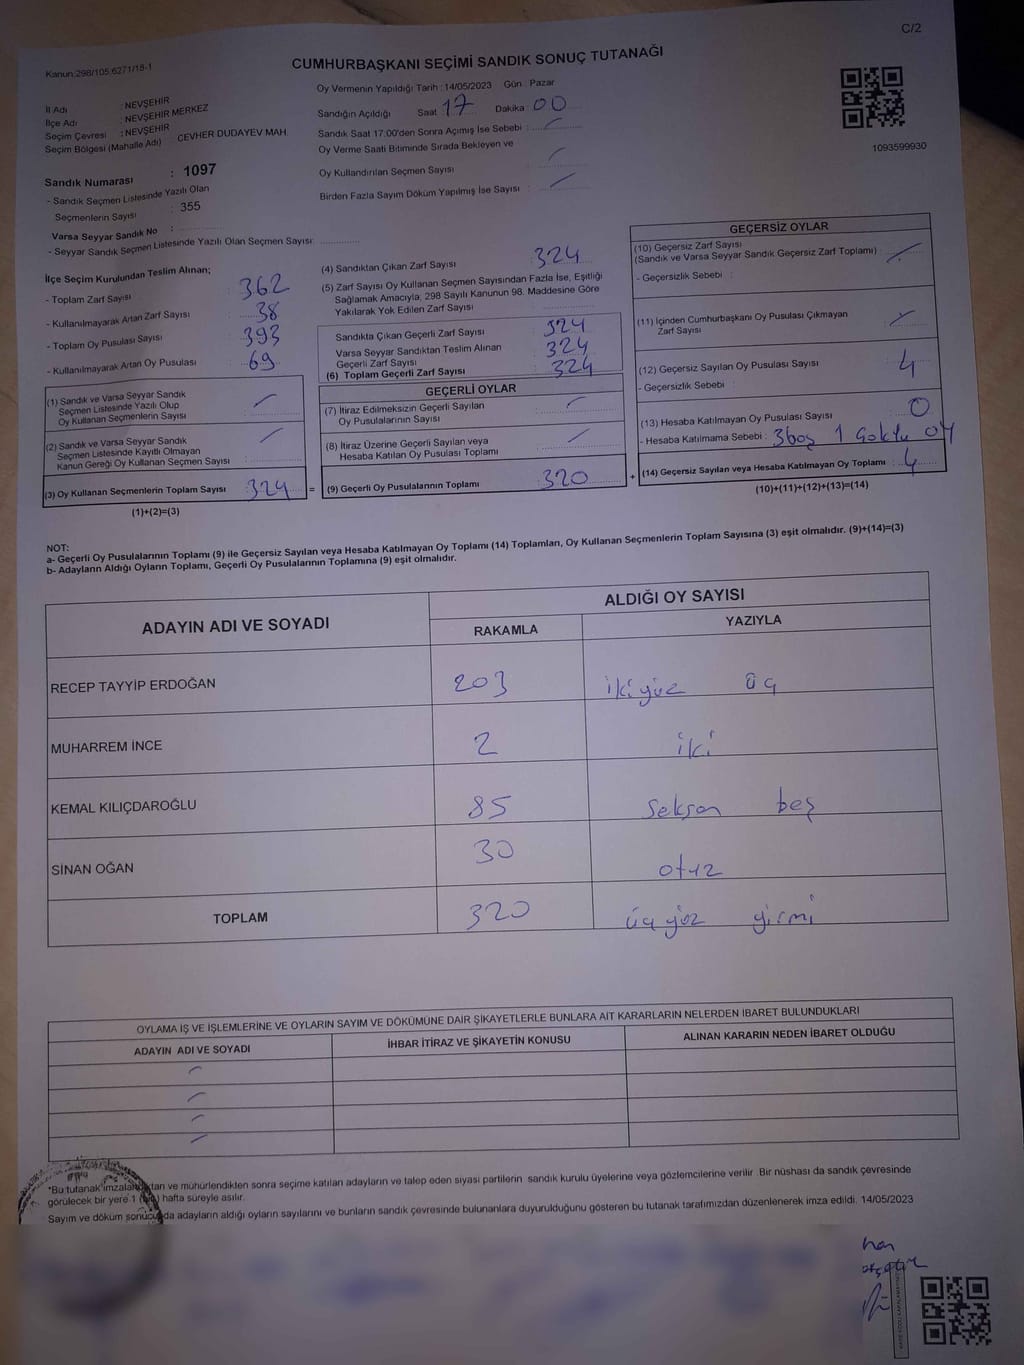 C/2
Kanun:298/105,6271/18-1
CUMHURBAŞKANI SEÇİMİ SANDIK SONUÇ TUTANAĞI
Oy Vermenin Yapıldığı Tarih : 14/05/2023 Gün : Pazar
İl Adı : NEVŞEHİR
İlçe Adı : NEVŞEHİR MERKEZ
Seçim Çevresi : NEVŞEHİR
Seçim Bölgesi (Mahalle Adı) CEVHER DUDAYEV MAH.
Sandık Numarası : 1097
- Sandık Seçmen Listesinde Yazılı Olan
Seçmenlerin Sayısı : 355
Varsa Seyyar Sandık No :
- Seyyar Sandık Seçmen Listesinde Yazılı Olan Seçmen Sayısı:
Sandığın Açıldığı Saat : 17 Dakika : 00
Sandık Saat 17:00'den Sonra Açımış İse Sebebi :
Oy Verme Saati Bitiminde Sırada Bekleyen ve
Oy Kullandırılan Seçmen Sayısı
Birden Fazla Sayım Döküm Yapılmış İse Sayısı :
1093599930
İlçe Seçim Kurulundan Teslim Alınan;
- Toplam Zarf Sayısı : 362
- Kullanılmayarak Artan Zarf Sayısı : 38
- Toplam Oy Pusulası Sayısı : 393
- Kullanılmayarak Artan Oy Pusulası : 69
(1) Sandık ve Varsa Seyyar Sandık
Seçmen Listesinde Yazılı Olup
Oy Kullanan Seçmenlerin Sayısı
(2) Sandık ve Varsa Seyyar Sandık
Seçmen Listesinde Kayıtlı Olmayan
Kanun Gereği Oy Kullanan Seçmen Sayısı :
(3) Oy Kullanan Seçmenlerin Toplam Sayısı : 324 =
(1)+(2)=(3)
(4) Sandıktan Çıkan Zarf Sayısı : 324
(5) Zarf Sayısı Oy Kullanan Seçmen Sayısından Fazla İse, Eşitliği
Sağlamak Amacıyla; 298 Sayılı Kanunun 98. Maddesine Göre
Yakılarak Yok Edilen Zarf Sayısı :
Sandıkta Çıkan Geçerli Zarf Sayısı : 324
Varsa Seyyar Sandıktan Teslim Alınan
Geçerli Zarf Sayısı : 324
(6) Toplam Geçerli Zarf Sayısı : 324
GEÇERLİ OYLAR
(7) İtiraz Edilmeksizin Geçerli Sayılan
Oy Pusulalarının Sayısı :
(8) İtiraz Üzerine Geçerli Sayılan veya
Hesaba Katılan Oy Pusulası Toplamı :
(9) Geçerli Oy Pusulalarının Toplamı : 320 +
GEÇERSİZ OYLAR
(10) Geçersiz Zarf Sayısı
(Sandık ve Varsa Seyyar Sandık Geçersiz Zarf Toplamı) :
- Geçersizlik Sebebi :
(11) İçinden Cumhurbaşkanı Oy Pusulası Çıkmayan
Zarf Sayısı
(12) Geçersiz Sayılan Oy Pusulası Sayısı : 4
- Geçersizlik Sebebi :
(13) Hesaba Katılmayan Oy Pusulası Sayısı : 0
- Hesaba Katılmama Sebebi : 3 boş 1 Çoklu oy
(14) Geçersiz Sayılan veya Hesaba Katılmayan Oy Toplamı : 4
(10)+(11)+(12)+(13)=(14)
NOT:
a- Geçerli Oy Pusulalarının Toplamı (9) ile Geçersiz Sayılan veya Hesaba Katılmayan Oy Toplamı (14) Toplamları, Oy Kullanan Seçmenlerin Toplam Sayısına (3) eşit olmalıdır. (9)+(14)=(3)
b- Adayların Aldığı Oyların Toplamı, Geçerli Oy Pusulalarının Toplamına (9) eşit olmalıdır.
ADAYIN ADI VE SOYADI ALDIĞI OY SAYISI
RAKAMLA YAZIYLA
RECEP TAYYİP ERDOĞAN 203 iki yüz üç
MUHARREM İNCE 2 iki
KEMAL KILIÇDAROĞLU 85 Seksen beş
SİNAN OĞAN 30 otuz
TOPLAM 320 üçyüz yirmi
OYLAMA İŞ VE İŞLEMLERİNE VE OYLARIN SAYIM VE DÖKÜMÜNE DAİR ŞİKAYETLERLE BUNLARA AİT KARARLARIN NELERDEN İBARET BULUNDUKLARI
ADAYIN ADI VE SOYADI İHBAR İTİRAZ VE ŞİKAYETİN KONUSU ALINAN KARARIN NEDEN İBARET OLDUĞU
*Bu tutanak imzalandıktan ve mühürlendikten sonra seçime katılan adayların ve talep eden siyasi partilerin sandık kurulu üyelerine veya gözlemcilerine verilir. Bir nüshası da sandık çevresinde
görülecek bir yere 1 hafta süreyle asılır.
Sayım ve döküm sonucunda adayların aldığı oyların sayılarını ve bunların sandık çevresinde bulunanlara duyurulduğunu gösteren bu tutanak tarafımızdan düzenlenerek imza edildi. 14/05/2023